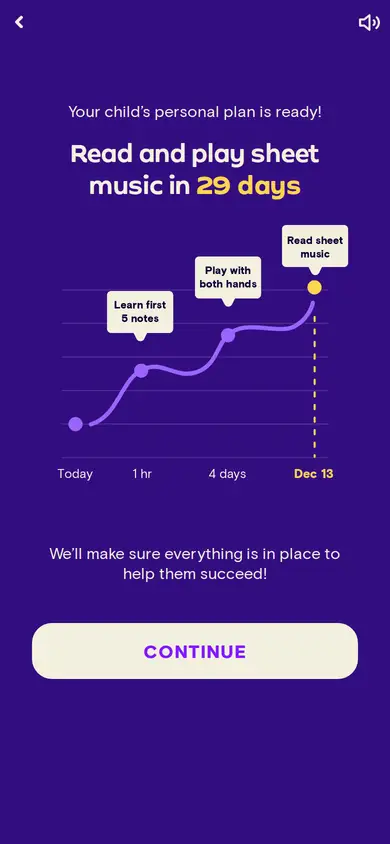 Your child's personal plan is ready!
Read and play sheet
music in 29 days
Read sheet
music
Play with
both hands
Learn first
5 notes
Today
1 hr
4 days
Dec 13
We'll make sure everything is in place to
help them succeed!
CONTINUE